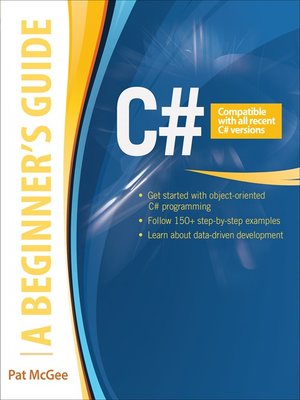 A BEGINNER'S GUIDE
C#
Compatible
with all recent
C# versions
• Get started with object-oriented
C# programming
• Follow 150+ step-by-step examples
• Learn about data-driven development
Pat McGee